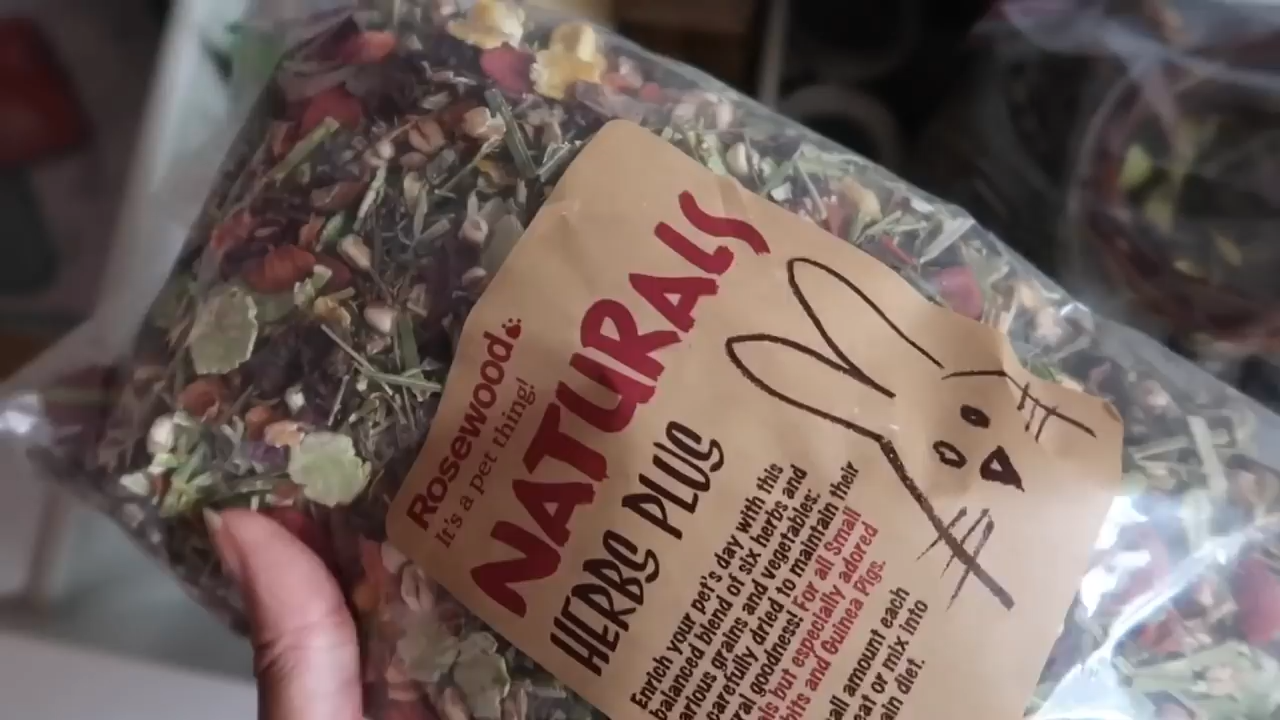 Rosewood
It's a pet thing!
NATURALS
HERBS PLUS
Enrich your pet's day with this
balanced blend of six herbs and
grains and vegetables:
carefully dried to maintain their
goodness! For all Small
but especially adored
and Guinea Pigs.
amount each
or mix into
diet.